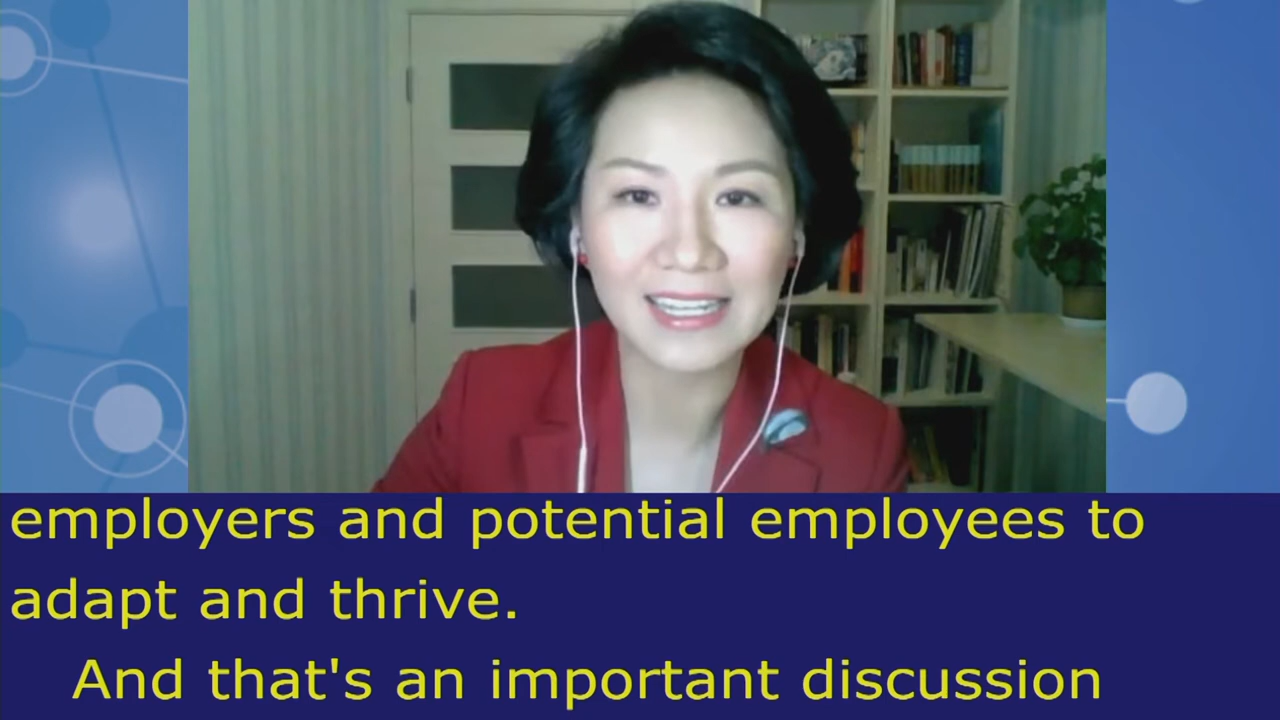 employers and potential employees to
adapt and thrive.
And that's an important discussion